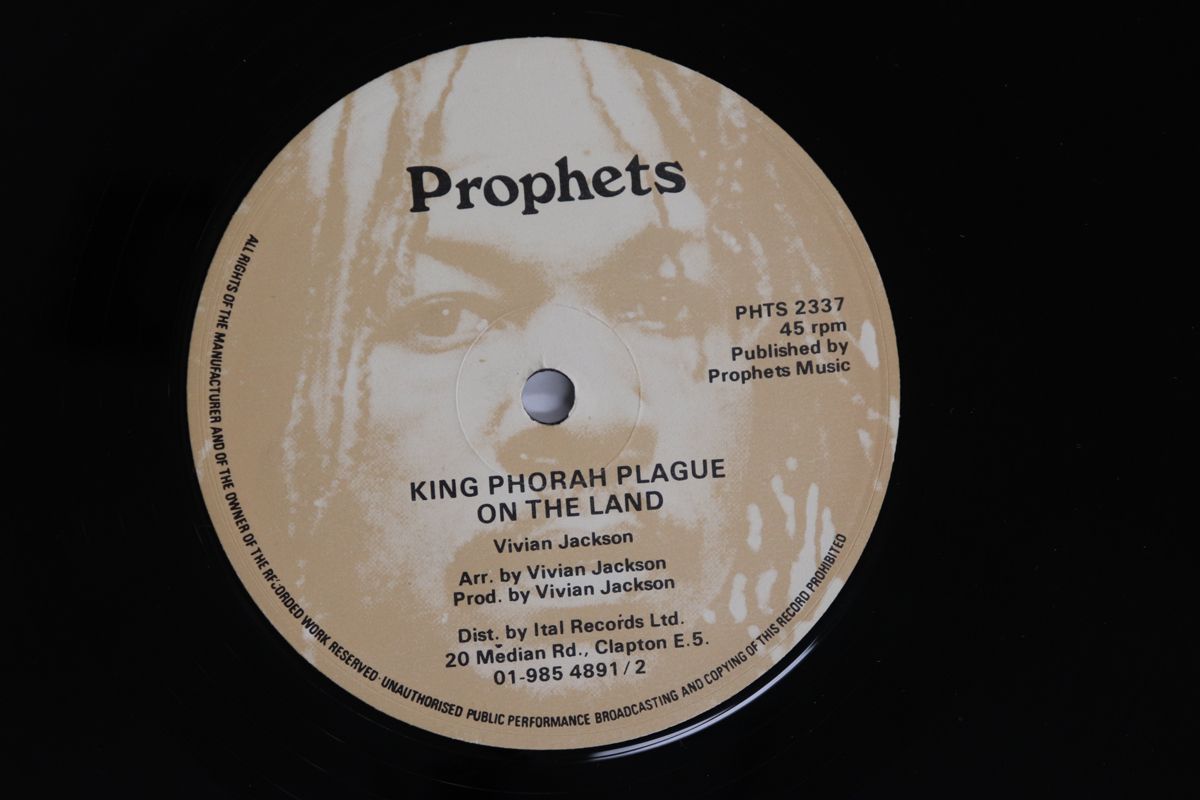 Prophets
PHTS 2337
45 rpm
Published by
Prophets Music
KING PHORAH PLAGUE
ON THE LAND
Vivian Jackson
Arr. by Vivian Jackson
Prod. by Vivian Jackson
Dist. by Ital Records Ltd.
20 Median Rd., Clapton E.5.
01-985 4891/2
ALL RIGHTS OF THE MANUFACTURER AND OF THE OWNER OF THE RECORDED WORK RESERVED·UNAUTHORISED PUBLIC PERFORMANCE BROADCASTING AND COPYING OF THIS RECORD PROHIBITED